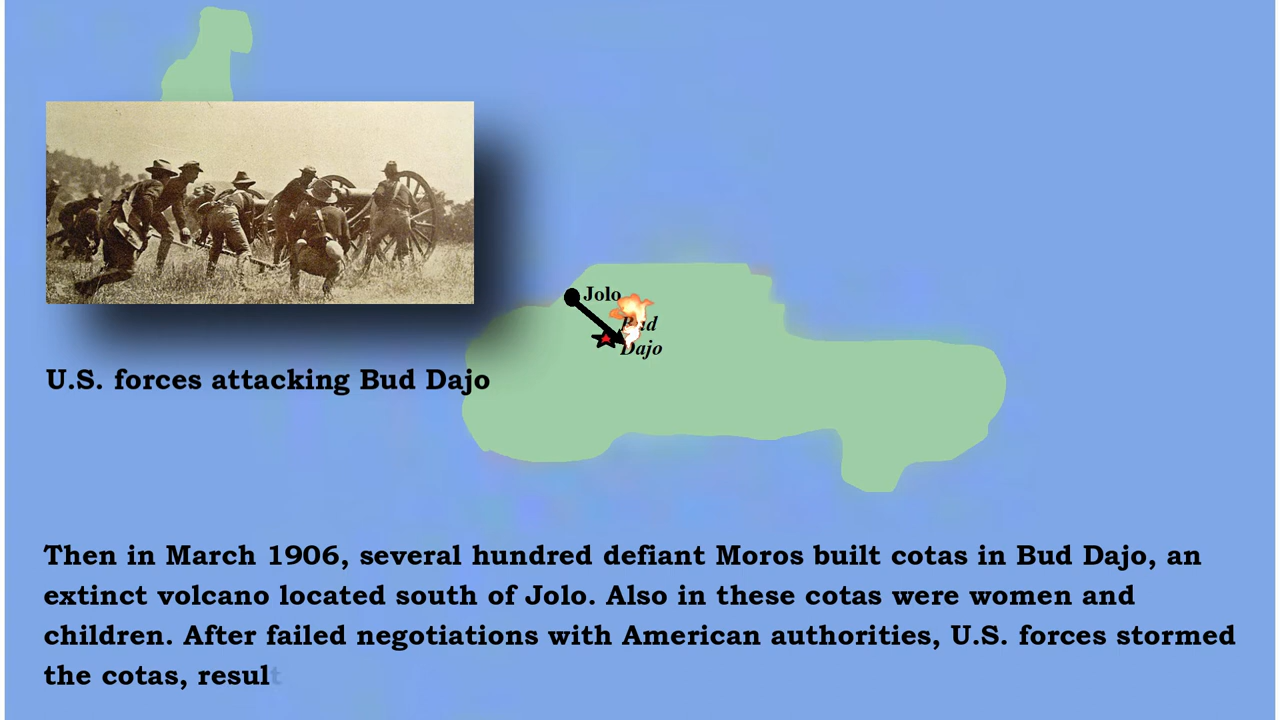 Jolo
Bud
Dajo
U.S. forces attacking Bud Dajo
Then in March 1906, several hundred defiant Moros built cotas in Bud Dajo, an
extinct volcano located south of Jolo. Also in these cotas were women and
children. After failed negotiations with American authorities, U.S. forces stormed
the cotas, result